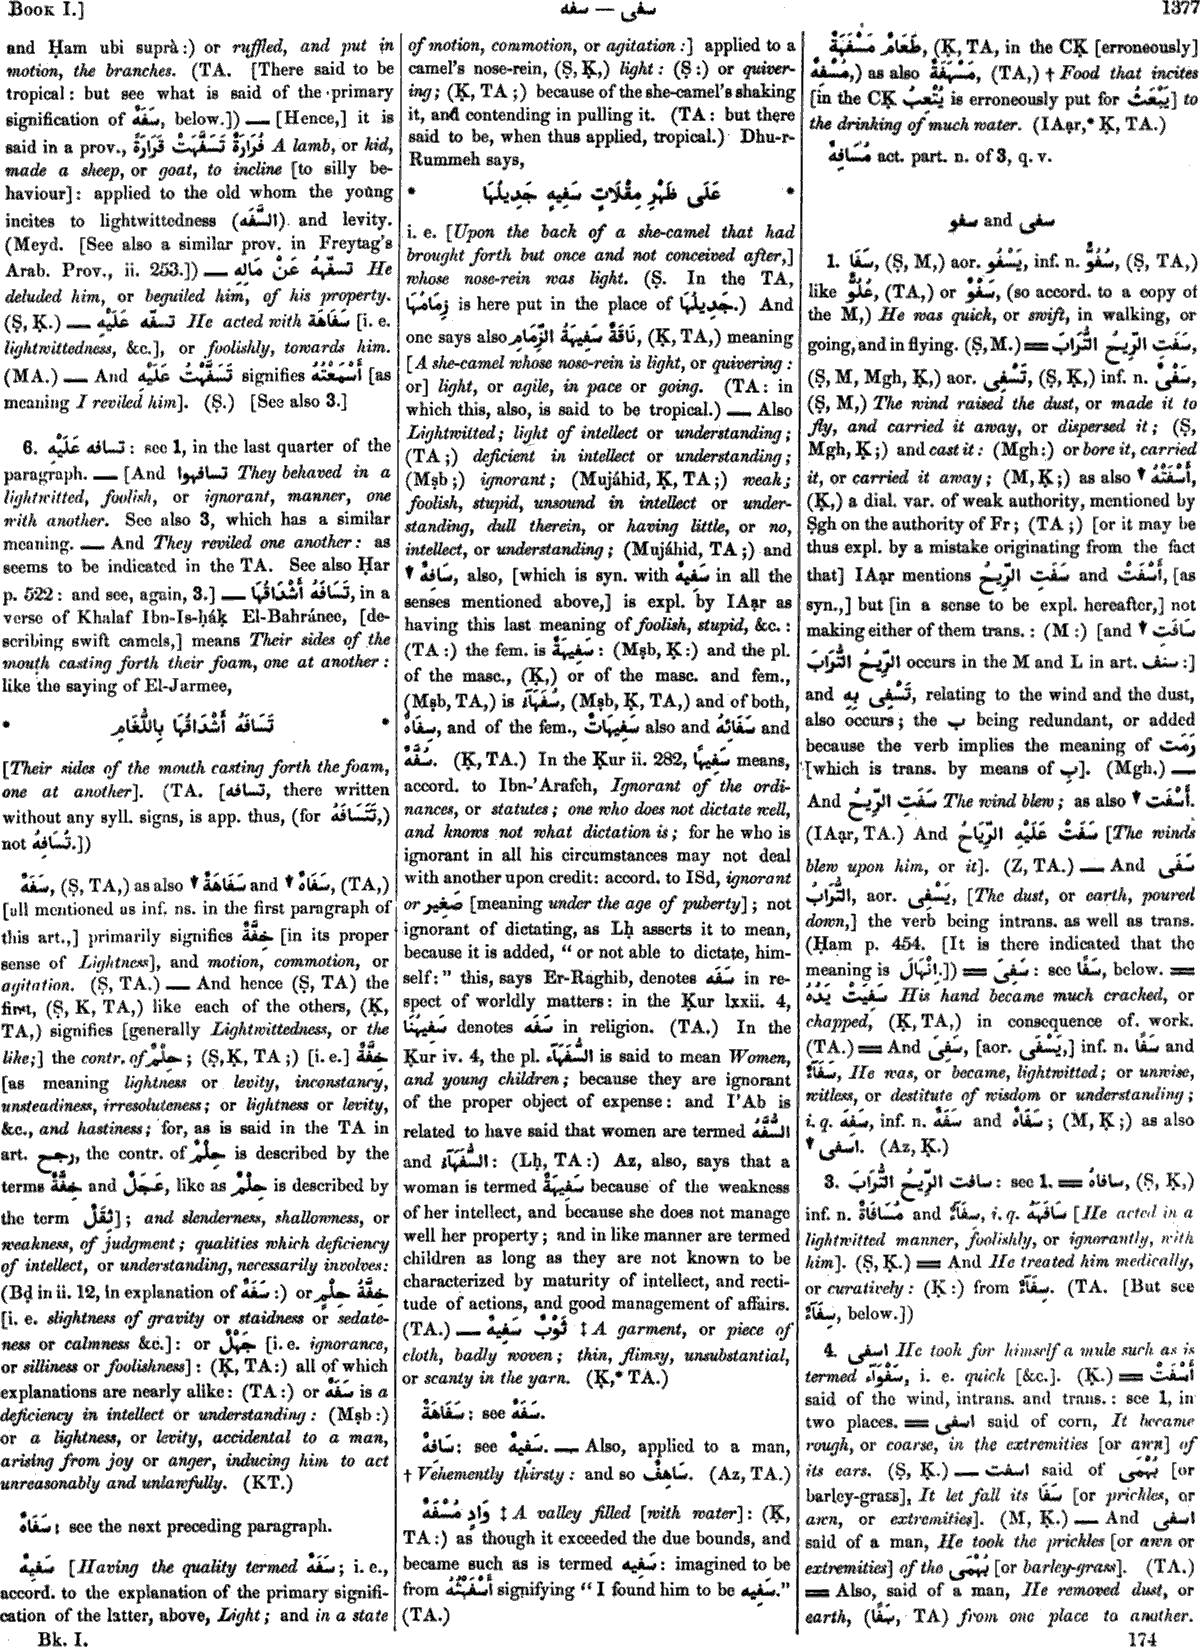 BOOK I.]
سفه — سفى
1377
and Ḥam ubi suprà:) or ruffled, and put in
motion, the branches. (TA. [There said to be
tropical: but see what is said of the primary
signification of سَفَهٌ, below.]) — [Hence,] it is
said in a prov., قَرَارَةٌ تَسَفَّهَتْ قَرَارَةً A lamb, or kid,
made a sheep, or goat, to incline [to silly be-
haviour]: applied to the old whom the young
incites to lightwittedness (السَّفَه) and levity.
(Meyd. [See also a similar prov. in Freytag's
Arab. Prov., ii. 253.]) — تسفّههُ عَنْ مَالِهِ He
deluded him, or beguiled him, of his property.
(Ṣ, Ḳ.) — تسفّه عَلَيْهِ He acted with سَفَاهَة [i. e.
lightwittedness, &c.], or foolishly, towards him.
(MA.) — And تَسَفَّهْتُ عَلَيْهِ signifies أَسْمَعْتُهُ [as
meaning I reviled him]. (Ṣ.) [See also 3.]
6. تسافه عَلَيْهِ: see 1, in the last quarter of the
paragraph. — [And تسافهوا They behaved in a
lightwitted, foolish, or ignorant, manner, one
with another. See also 3, which has a similar
meaning. — And They reviled one another: as
seems to be indicated in the TA. See also Ḥar
p. 522: and see, again, 3.] — تَسَافَهُ أَشْدَاقُهَا, in a
verse of Khalaf Ibn-Is-ḥáḳ El-Bahránee, [de-
scribing swift camels,] means Their sides of the
mouth casting forth their foam, one at another:
like the saying of El-Jarmee,
* تَسَافَهُ أَشْدَاقُهَا بِاللُّغَامِ *
[Their sides of the mouth casting forth the foam,
one at another]. (TA. [تسافه, there written
without any syll. signs, is app. thus, (for تَتَسَافَهُ,)
not تُسَافِهُ.])
سَفَهٌ, (Ṣ, TA,) as also ▼ سَفَاهَةٌ and ▼ سَفَاهٌ, (TA,)
[all mentioned as inf. ns. in the first paragraph of
this art.,] primarily signifies خِفَّةٌ [in its proper
sense of Lightness], and motion, commotion, or
agitation. (Ṣ, TA.) — And hence (Ṣ, TA) the
first, (Ṣ, K, TA,) like each of the others, (Ḳ,
TA,) signifies [generally Lightwittedness, or the
like;] the contr. of حِلْمٌ; (Ṣ, Ḳ, TA;) [i. e.] خِفَّةٌ
[as meaning lightness or levity, inconstancy,
unsteadiness, irresoluteness; or lightness or levity,
&c., and hastiness; for, as is said in the TA in
art. رجح, the contr. of حِلْمٌ is described by the
terms خِفَّةٌ and عَجَلٌ, like as حِلْمٌ is described by
the term ثِقَلٌ]; and slenderness, shallowness, or
weakness, of judgment; qualities which deficiency
of intellect, or understanding, necessarily involves:
(Bḍ in ii. 12, in explanation of سَفَهٌ:) or خِفَّةُ حِلْمٍ
[i. e. slightness of gravity or staidness or sedate-
ness or calmness &c.]: or جَهْلٌ [i. e. ignorance,
or silliness or foolishness]: (Ḳ, TA:) all of which
explanations are nearly alike: (TA:) or سَفَهٌ is a
deficiency in intellect or understanding: (Mṣb:)
or a lightness, or levity, accidental to a man,
arising from joy or anger, inducing him to act
unreasonably and unlawfully. (KT.)
سَفَاهٌ: see the next preceding paragraph.
سَفِيهٌ [Having the quality termed سَفَهٌ; i. e.,
accord. to the explanation of the primary signifi-
cation of the latter, above, Light; and in a state
Bk. I.
of motion, commotion, or agitation:] applied to a
camel's nose-rein, (Ṣ, Ḳ,) light: (Ṣ:) or quiver-
ing; (Ḳ, TA;) because of the she-camel's shaking
it, and contending in pulling it. (TA: but there
said to be, when thus applied, tropical.) Dhu-r-
Rummeh says,
* عَلَى ظَهْرِ مِقْلَاتٍ سَفِيهٍ جَدِيلُهَا *
i. e. [Upon the back of a she-camel that had
brought forth but once and not conceived after,]
whose nose-rein was light. (Ṣ. In the TA,
زِمَامُهَا is here put in the place of جَدِيلُهَا.) And
one says also نَاقَةٌ سَفِيهَةُ الزِّمَامِ, (Ḳ, TA,) meaning
[A she-camel whose nose-rein is light, or quivering:
or] light, or agile, in pace or going. (TA: in
which this, also, is said to be tropical.) — Also
Lightwitted; light of intellect or understanding;
(TA;) deficient in intellect or understanding;
(Mṣb;) ignorant; (Mujáhid, Ḳ, TA;) weak;
foolish, stupid, unsound in intellect or under-
standing, dull therein, or having little, or no,
intellect, or understanding; (Mujáhid, TA;) and
▼ سَافِهٌ, also, [which is syn. with سَفِيهٌ in all the
senses mentioned above,] is expl. by IAạr as
having this last meaning of foolish, stupid, &c.:
(TA:) the fem. is سَفِيهَةٌ: (Mṣb, Ḳ:) and the pl.
of the masc., (Ḳ,) or of the masc. and fem.,
(Mṣb, TA,) is سُفَهَآءُ, (Mṣb, Ḳ, TA,) and of both,
سِفَاهٌ, and of the fem., سَفِيهَاتٌ also and سَفَائِهُ and
سُفَّهٌ. (Ḳ, TA.) In the Ḳur ii. 282, سَفِيهًا means,
accord. to Ibn-'Arafeh, Ignorant of the ordi-
nances, or statutes; one who does not dictate well,
and knows not what dictation is; for he who is
ignorant in all his circumstances may not deal
with another upon credit: accord. to ISd, ignorant
or صَغِير [meaning under the age of puberty]; not
ignorant of dictating, as Lḥ asserts it to mean,
because it is added, "or not able to dictate, him-
self:" this, says Er-Raghib, denotes سَفَه in re-
spect of worldly matters: in the Ḳur lxxii. 4,
سَفِيهُنَا denotes سَفَه in religion. (TA.) In the
Ḳur iv. 4, the pl. السُّفَهَآء is said to mean Women,
and young children; because they are ignorant
of the proper object of expense: and I'Ab is
related to have said that women are termed السُّفَّهُ
and السُّفَهَآءُ: (Lḥ, TA:) Az, also, says that a
woman is termed سَفِيهَةٌ because of the weakness
of her intellect, and because she does not manage
well her property; and in like manner are termed
children as long as they are not known to be
characterized by maturity of intellect, and recti-
tude of actions, and good management of affairs.
(TA.) — ثَوْبٌ سَفِيهٌ ‡ A garment, or piece of
cloth, badly woven; thin, flimsy, unsubstantial,
or scanty in the yarn. (Ḳ,* TA.)
سَفَاهَةٌ: see سَفَهٌ.
سَافِهٌ: see سَفِيهٌ. — Also, applied to a man,
† Vehemently thirsty: and so سَاهِفٌ. (Az, TA.)
وَادٍ مُسْفَهٌ ‡ A valley filled [with water]: (Ḳ,
TA:) as though it exceeded the due bounds, and
became such as is termed سَفِيه: imagined to be
from أَسْفَهْتُهُ signifying "I found him to be سَفِيه."
(TA.)
طَعَامٌ مَسْفَهَةٌ, (Ḳ, TA, in the CḲ [erroneously]
مُسْفَهَة,) as also مَسْهَفَةٌ, (TA,) † Food that incites
[in the CḲ يُتْعِبُ is erroneously put for يَبْعَثُ] to
the drinking of much water. (IAạr,* Ḳ, TA.)
مُسَافِهٌ act. part. n. of 3, q. v.
سفو and سفى
1. سَفَا, (Ṣ, M,) aor. يَسْفُو, inf. n. سُفُوٌّ, (Ṣ, TA,)
like عُلُوٌّ, (TA,) or سَفْوٌ, (so accord. to a copy of
the M,) He was quick, or swift, in walking, or
going, and in flying. (Ṣ, M.) = سَفَتِ الرِّيحُ التُّرَابَ,
(Ṣ, M, Mgh, Ḳ,) aor. تَسْفِى, (Ṣ, Ḳ,) inf. n. سَفْىٌ,
(Ṣ, M,) The wind raised the dust, or made it to
fly, and carried it away, or dispersed it; (Ṣ,
Mgh, Ḳ;) and cast it: (Mgh:) or bore it, carried
it, or carried it away; (M, Ḳ;) as also ▼ أَسْفَتْهُ,
(Ḳ,) a dial. var. of weak authority, mentioned by
Ṣgh on the authority of Fr; (TA;) [or it may be
thus expl. by a mistake originating from the fact
that] IAạr mentions سَفَتِ الرِّيحُ and أَسْفَتْ, [as
syn.,] but [in a sense to be expl. hereafter,] not
making either of them trans.: (M:) [and ▼ سَافَتِ
الرِّيحُ التُّرَابَ occurs in the M and L in art. سنف:]
and تَسْفِى بِهِ, relating to the wind and the dust,
also occurs; the ب being redundant, or added
because the verb implies the meaning of رَمَتْ
[which is trans. by means of بِ]. (Mgh.) —
And سَفَتِ الرِّيحُ The wind blew; as also ▼ أَسْفَتْ.
(IAạr, TA.) And سَفَتْ عَلَيْهِ الرِّيَاحُ [The winds
blew upon him, or it]. (Z, TA.) — And سَفَى
التُّرَابُ, aor. يَسْفِى, [The dust, or earth, poured
down,] the verb being intrans. as well as trans.
(Ḥam p. 454. [It is there indicated that the
meaning is اِنْهَالَ.]) = سَفِىَ: see سَفًا, below. =
سَفِيَتْ يَدُهُ His hand became much cracked, or
chapped, (Ḳ, TA,) in consequence of work.
(TA.) = And سَفِىَ, [aor. يَسْفَى,] inf. n. سَفًا and
سَفَآءٌ, He was, or became, lightwitted; or unwise,
witless, or destitute of wisdom or understanding;
i. q. سَفِهَ, inf. n. سَفَهٌ and سَفَاهٌ; (M, Ḳ;) as also
▼ اسفى. (Az, Ḳ.)
3. سافت الرِّيحُ التُّرَابَ: see 1. = سافاهُ, (Ṣ, Ḳ,)
inf. n. مُسَافَاةٌ and سِفَآءٌ, i. q. سَافَهَهُ [He acted in a
lightwitted manner, foolishly, or ignorantly, with
him]. (Ṣ, Ḳ.) = And He treated him medically,
or curatively: (Ḳ:) from سِفَآءٌ. (TA. [But see
سَفَآءٌ, below.])
4. اسفى He took for himself a mule such as is
termed سَفْوَآءُ, i. e. quick [&c.]. (Ḳ.) = أَسْفَتْ
said of the wind, intrans. and trans.: see 1, in
two places. = اسفى said of corn, It became
rough, or coarse, in the extremities [or awn] of
its ears. (Ṣ, Ḳ.) — اسفت said of بُهْمَى [or
barley-grass], It let fall its سَفًا [or prickles, or
awn, or extremities]. (M, Ḳ.) — And اسفى
said of a man, He took the prickles [or awn or
extremities] of the بُهْمَى [or barley-grass]. (TA.)
= Also, said of a man, He removed dust, or
earth, (سَفًا, TA) from one place to another.
174